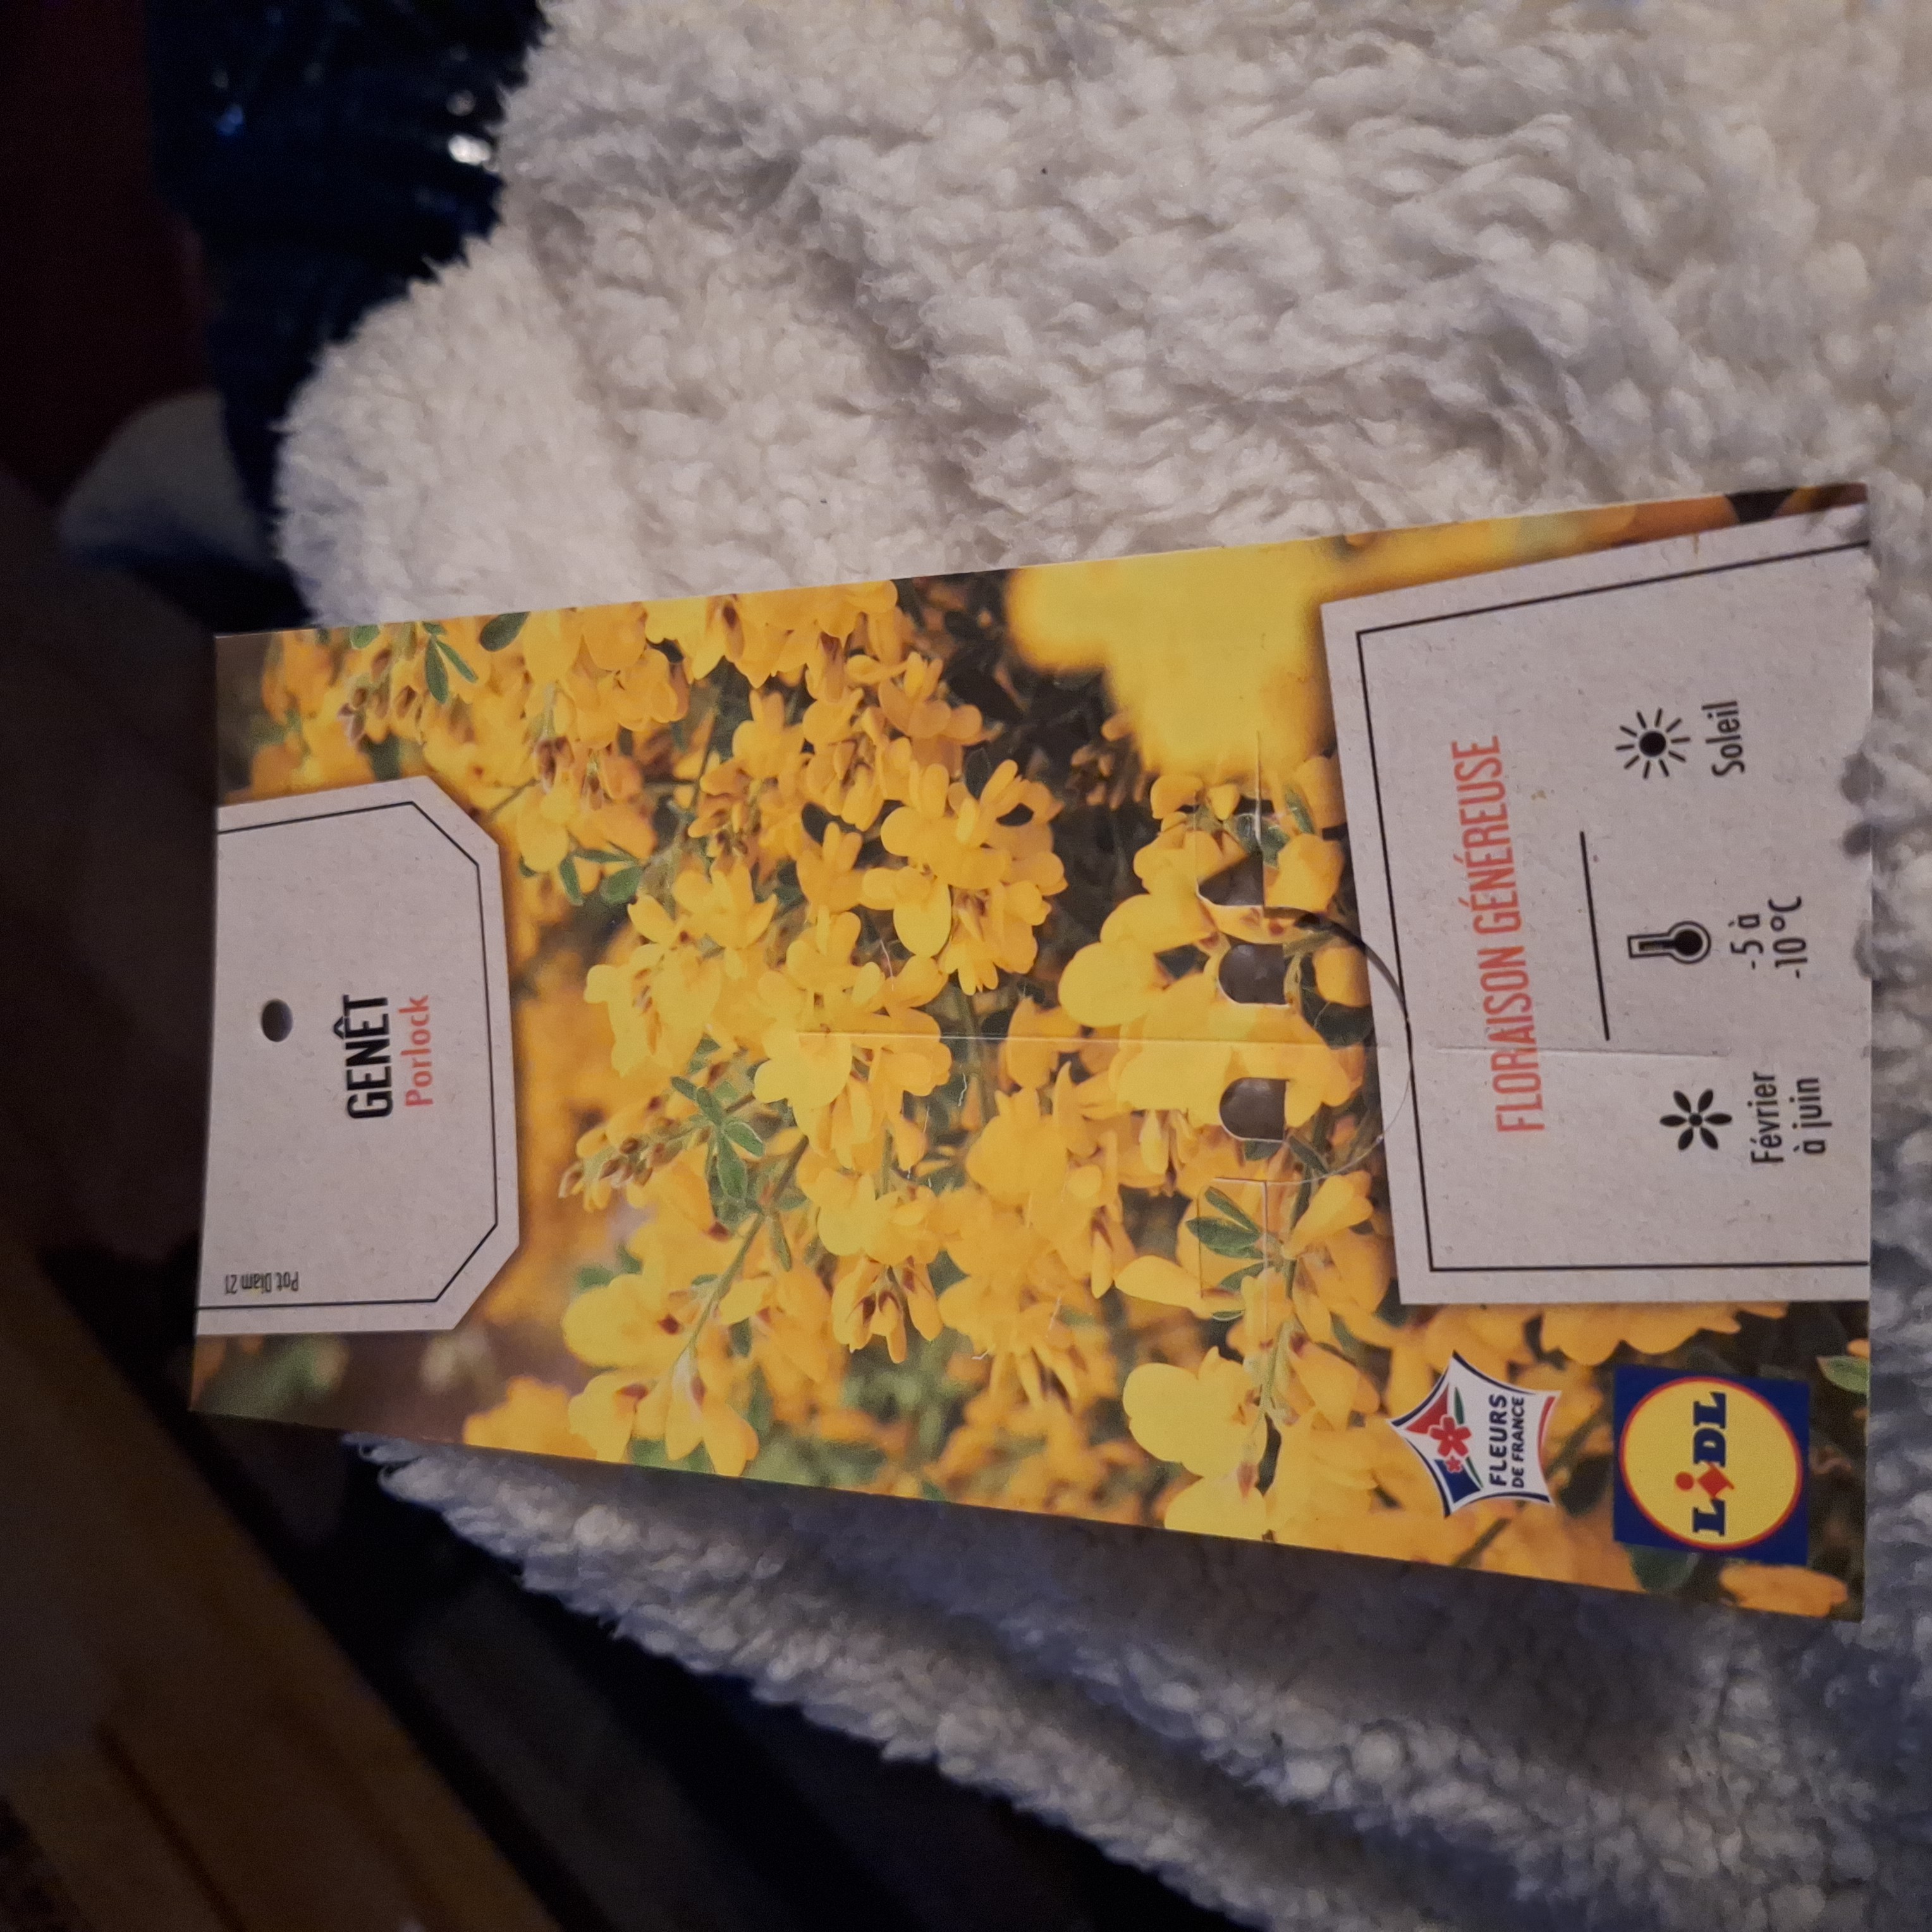 Pot Diam 21
GENÊT
Porlock
FLORAISON GÉNÉREUSE
Février
à juin
-5 à
-10°C
Soleil
FLEURS
DE FRANCE
LiDL